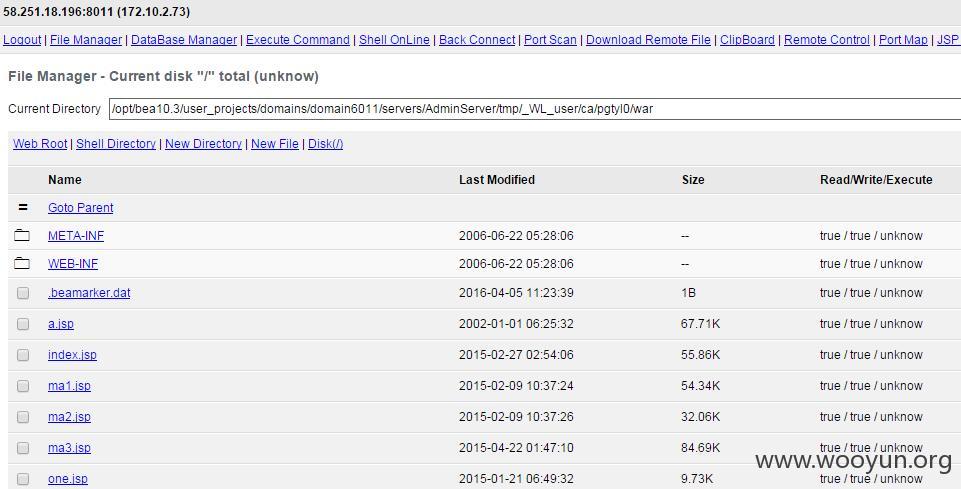 58.251.18.196:8011 (172.10.2.73)
Logout | File Manager | DataBase Manager | Execute Command | Shell OnLine | Back Connect | Port Scan | Download Remote File | ClipBoard | Remote Control | Port Map | JSP
File Manager - Current disk "/" total (unknow)
Current Directory /opt/bea10.3/user_projects/domains/domain6011/servers/AdminServer/tmp/_WL_user/ca/pgtyl0/war
Web Root | Shell Directory | New Directory | New File | Disk(/)
Name Last Modified Size Read/Write/Execute
= Goto Parent
META-INF 2006-06-22 05:28:06 -- true / true / unknow
WEB-INF 2006-06-22 05:28:06 -- true / true / unknow
.beamarker.dat 2016-04-05 11:23:39 1B true / true / unknow
a.jsp 2002-01-01 06:25:32 67.71K true / true / unknow
index.jsp 2015-02-27 02:54:06 55.86K true / true / unknow
ma1.jsp 2015-02-09 10:37:24 54.34K true / true / unknow
ma2.jsp 2015-02-09 10:37:26 32.06K true / true / unknow
ma3.jsp 2015-04-22 01:47:10 84.69K true / true / unknow
one.jsp 2015-01-21 06:49:32 9.73K true / true / unknow
www.wooyun.org